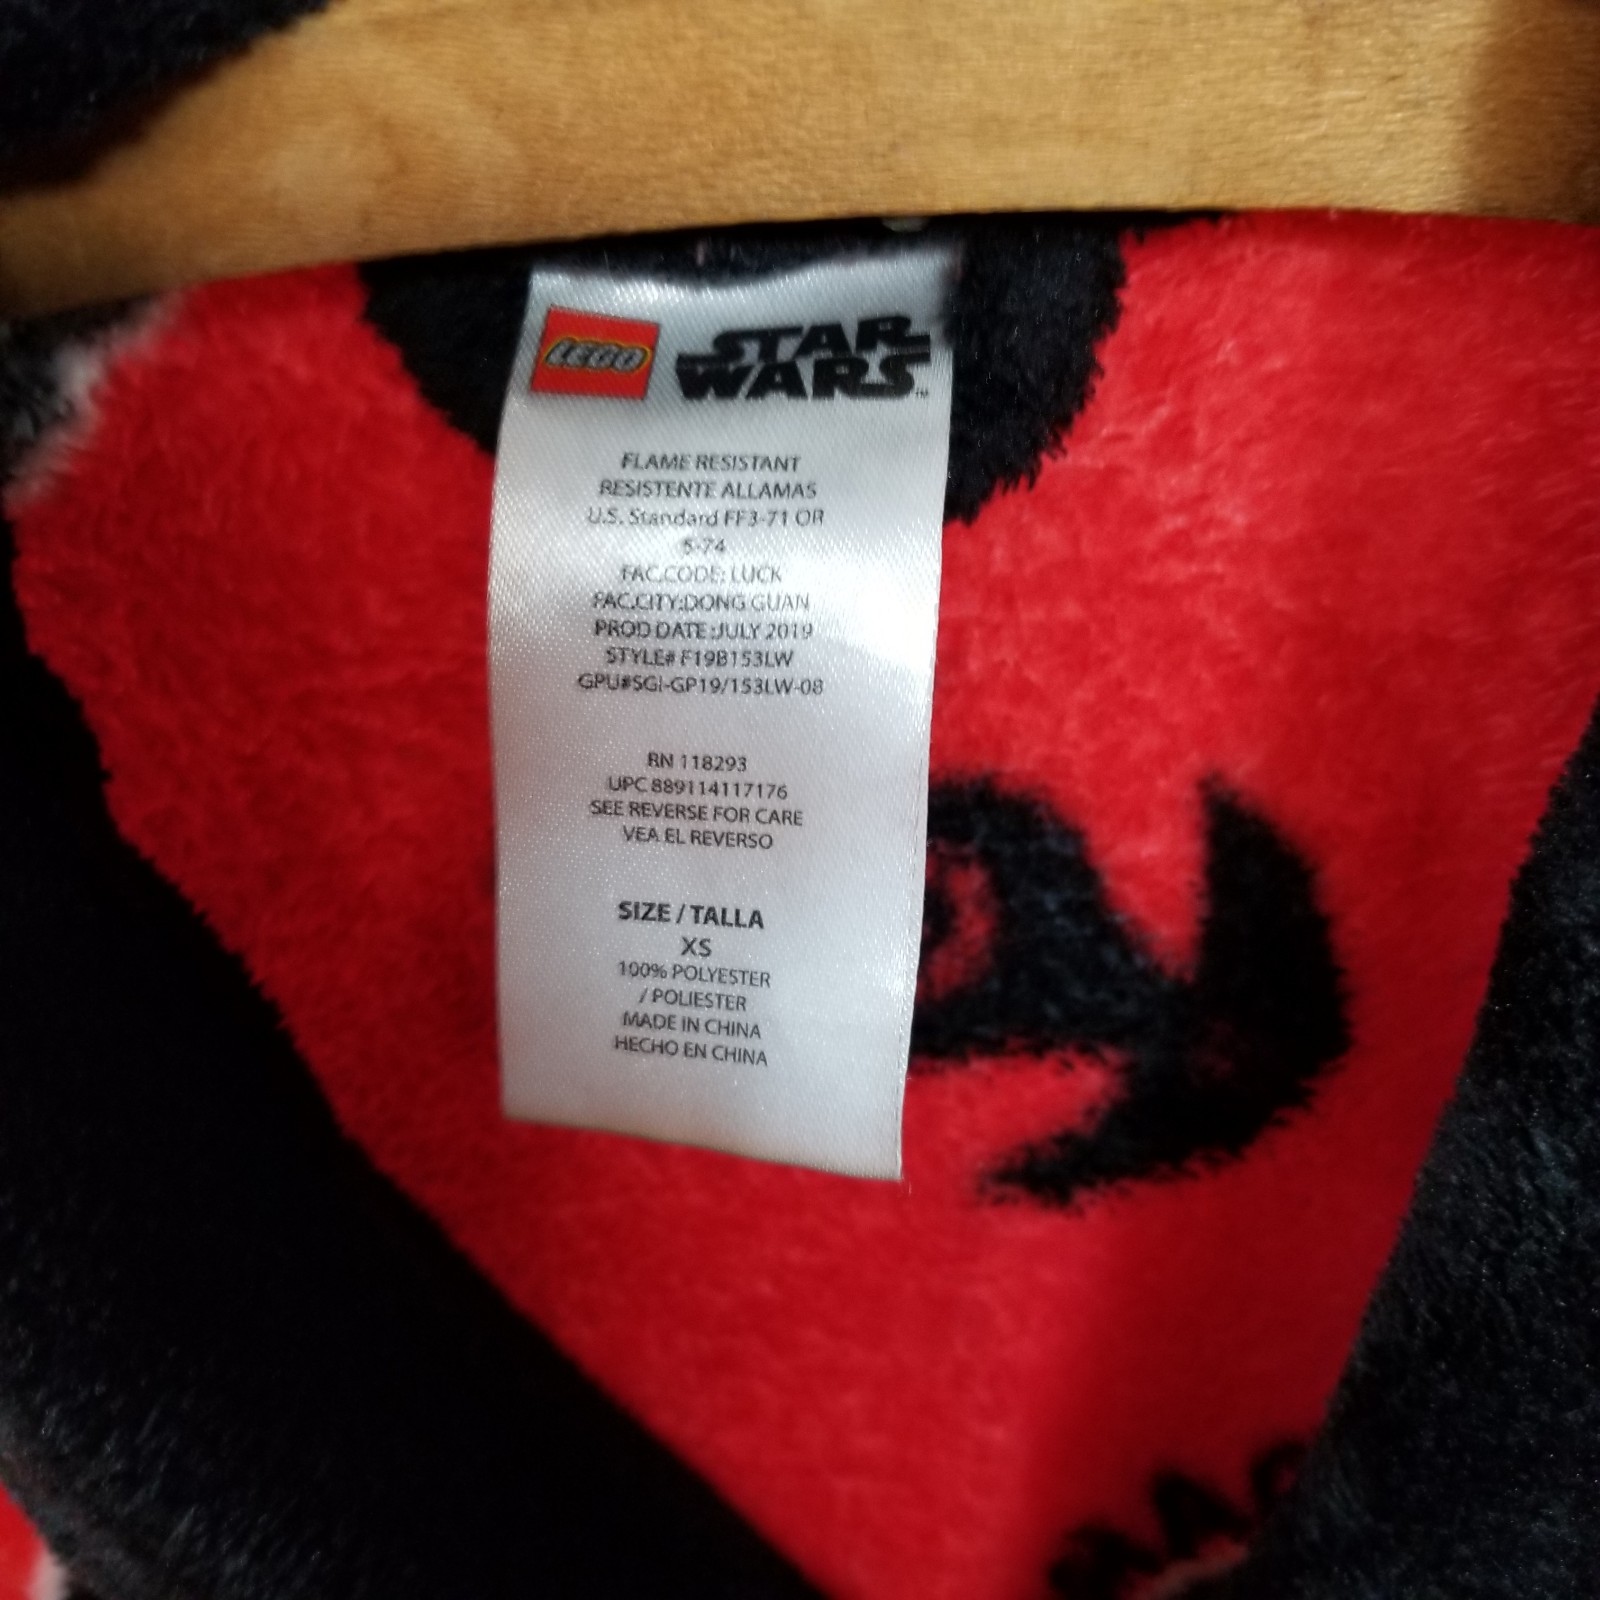 LEGO STAR
WARS™
FLAME RESISTANT
RESISTENTE ALLAMAS
U.S. Standard FF3-71 OR
5-74
FAC.CODE: LUCK
FAC.CITY:DONG GUAN
PROD DATE :JULY 2019
STYLE# F19B153LW
GPU#SGI-GP19/153LW-08
RN 118293
UPC 889114117176
SEE REVERSE FOR CARE
VEA EL REVERSO
SIZE / TALLA
XS
100% POLYESTER
/ POLIESTER
MADE IN CHINA
HECHO EN CHINA